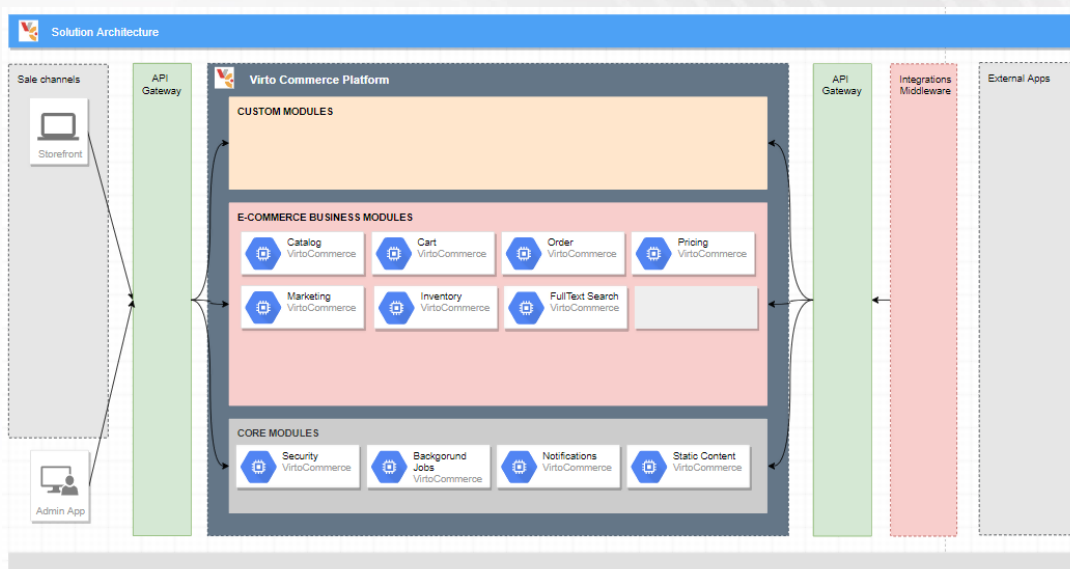 Solution Architecture
Sale channels
Storefront
Admin App
API
Gateway
Virto Commerce Platform
CUSTOM MODULES
E-COMMERCE BUSINESS MODULES
Catalog
VirtoCommerce
Cart
VirtoCommerce
Order
VirtoCommerce
Pricing
VirtoCommerce
Marketing
VirtoCommerce
Inventory
VirtoCommerce
FullText Search
VirtoCommerce
CORE MODULES
Security
VirtoCommerce
Backgorund
Jobs
VirtoCommerce
Notifications
VirtoCommerce
Static Content
VirtoCommerce
API
Gateway
Integrations
Middleware
External Apps